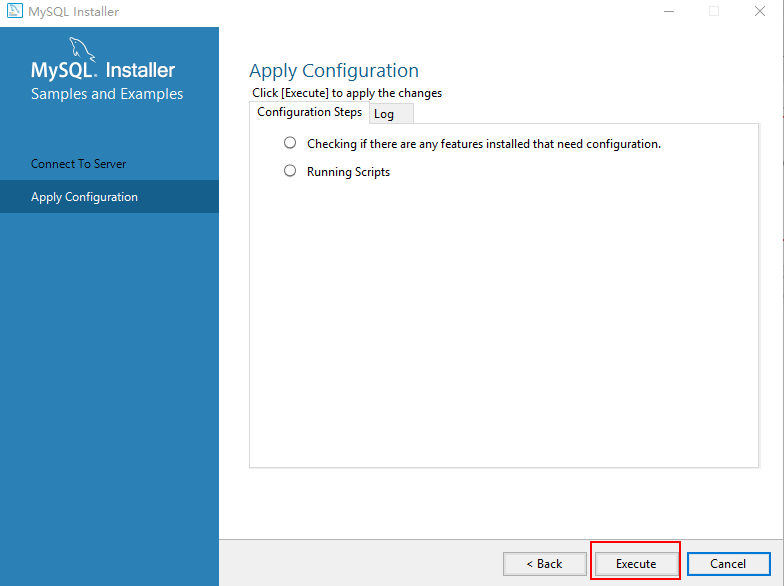 MySQL Installer
MySQL. Installer
Samples and Examples
Connect To Server
Apply Configuration
Apply Configuration
Click [Execute] to apply the changes
Configuration Steps Log
Checking if there are any features installed that need configuration.
Running Scripts
< Back Execute Cancel